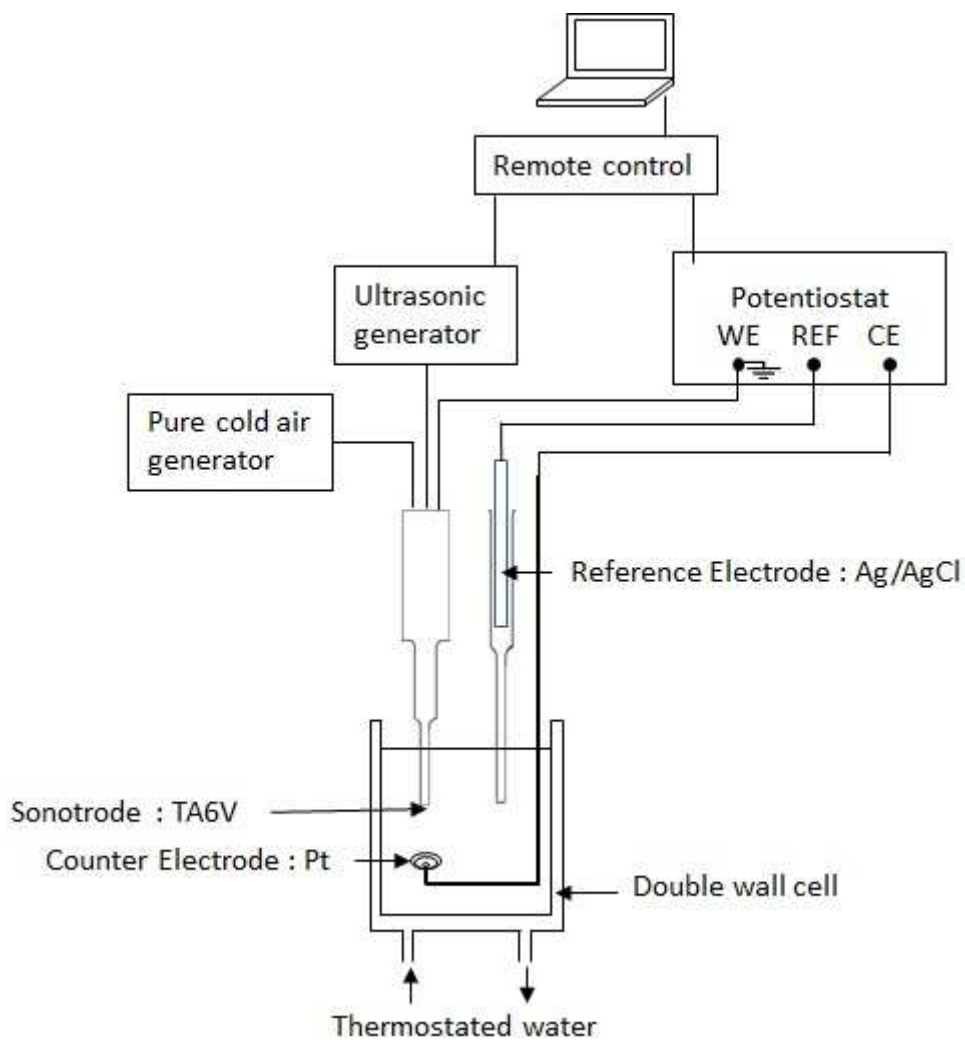 Remote control
Ultrasonic
generator
Potentiostat
WE REF CE
Pure cold air
generator
Reference Electrode : Ag/AgCl
Sonotrode : TA6V
Counter Electrode : Pt
Double wall cell
Thermostated water